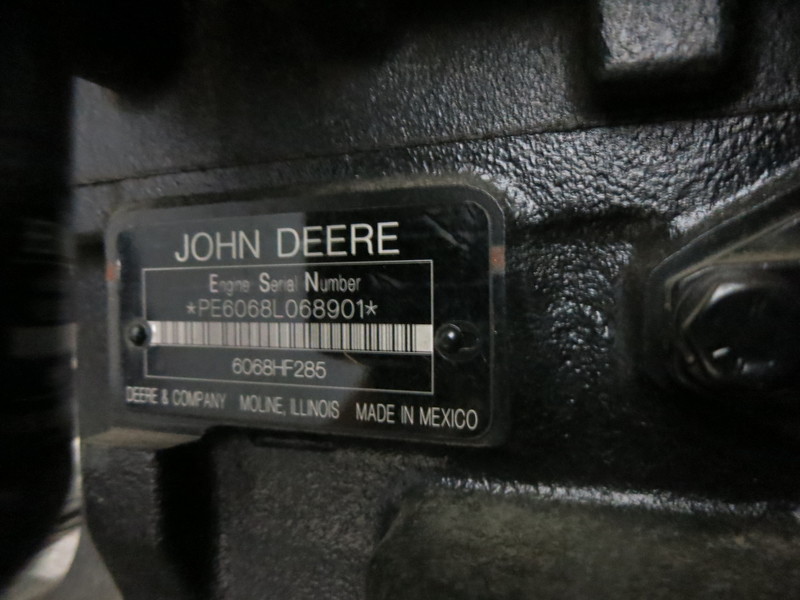 JOHN DEERE
Engine Serial Number
*PE6068L068901*
6068HF285
DEERE & COMPANY MOLINE, ILLINOIS MADE IN MEXICO